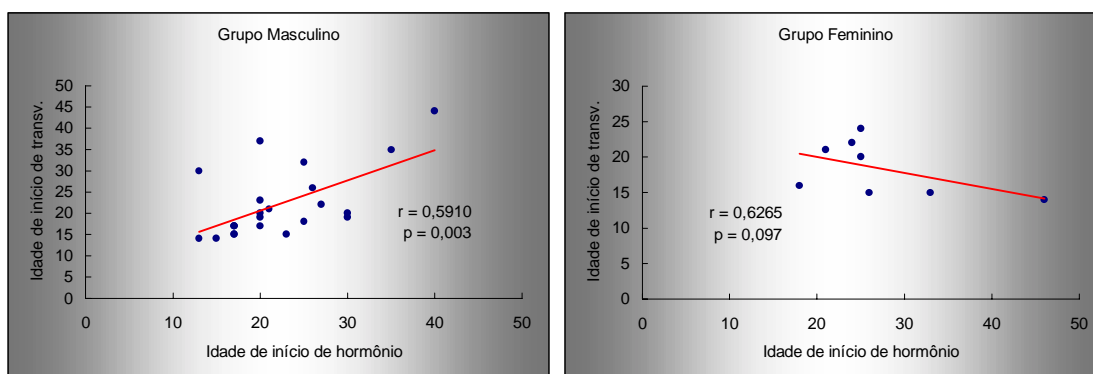 Grupo Masculino
Idade de início de transv.
50
45
40
35
30
25
20
15
10
5
0
r = 0,5910
p = 0,003
0 10 20 30 40 50
Idade de início de hormônio
Grupo Feminino
Idade de início de transv.
30
25
20
15
10
5
0
r = 0,6265
p = 0,097
0 10 20 30 40 50
Idade de início de hormônio